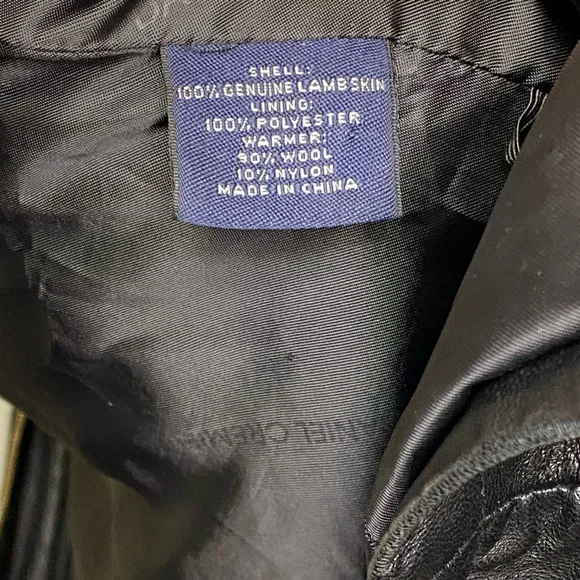 SHELL:
100% GENUINE LAMBSKIN
LINING:
100% POLYESTER
WARMER:
90% WOOL
10% NYLON
MADE IN CHINA